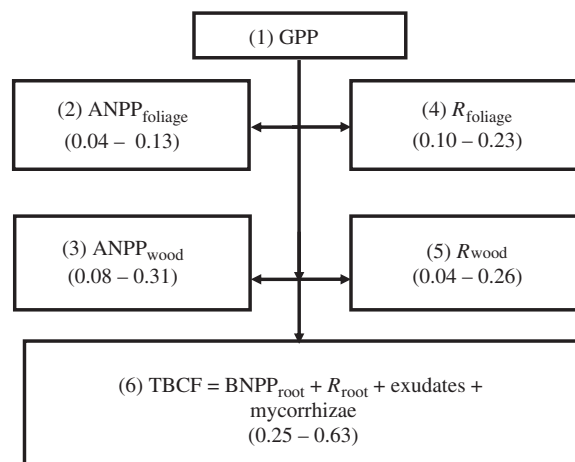 (1) GPP
(2) ANPPfoliage
(0.04 – 0.13)
(4) Rfoliage
(0.10 – 0.23)
(3) ANPPwood
(0.08 – 0.31)
(5) Rwood
(0.04 – 0.26)
(6) TBCF = BNPProot + Rroot + exudates +
mycorrhizae
(0.25 – 0.63)